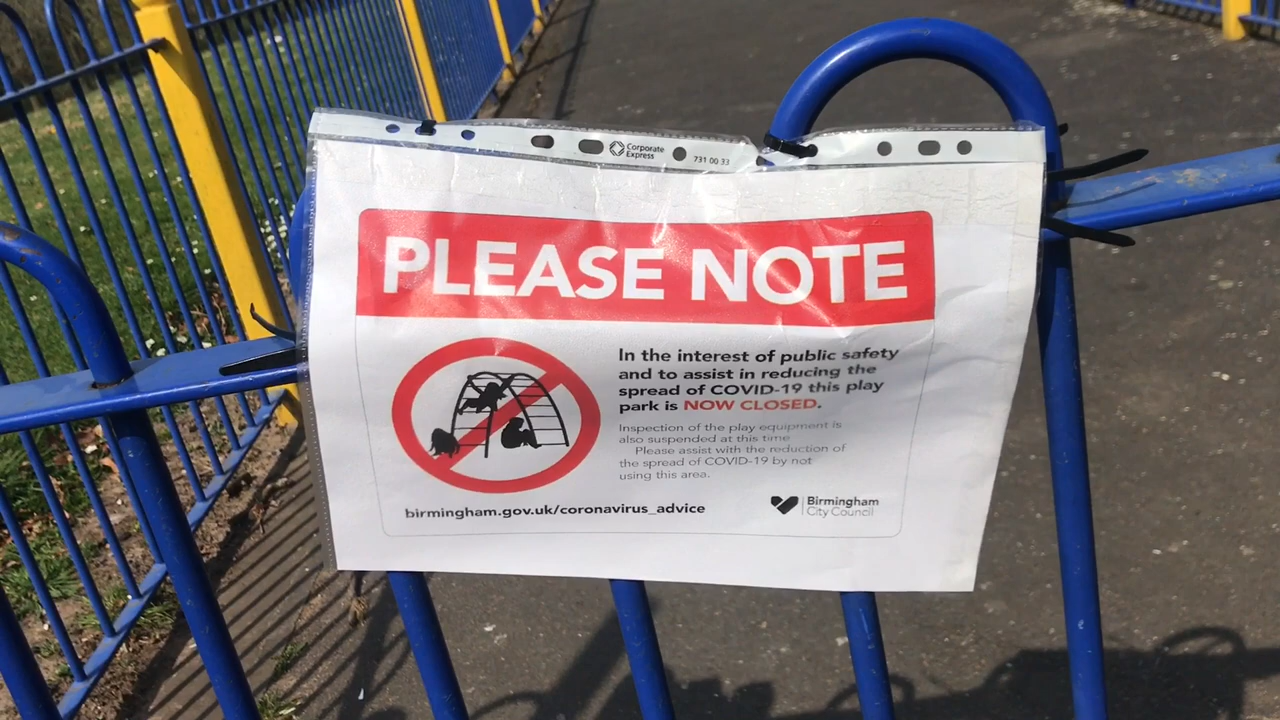 Corporate
Express
731 00 33
PLEASE NOTE
In the interest of public safety
and to assist in reducing the
spread of COVID-19 this play
park is NOW CLOSED.
Inspection of the play equipment is
also suspended at this time
Please assist with the reduction of
the spread of COVID-19 by not
using this area.
birmingham.gov.uk/coronavirus_advice
Birmingham
City Council